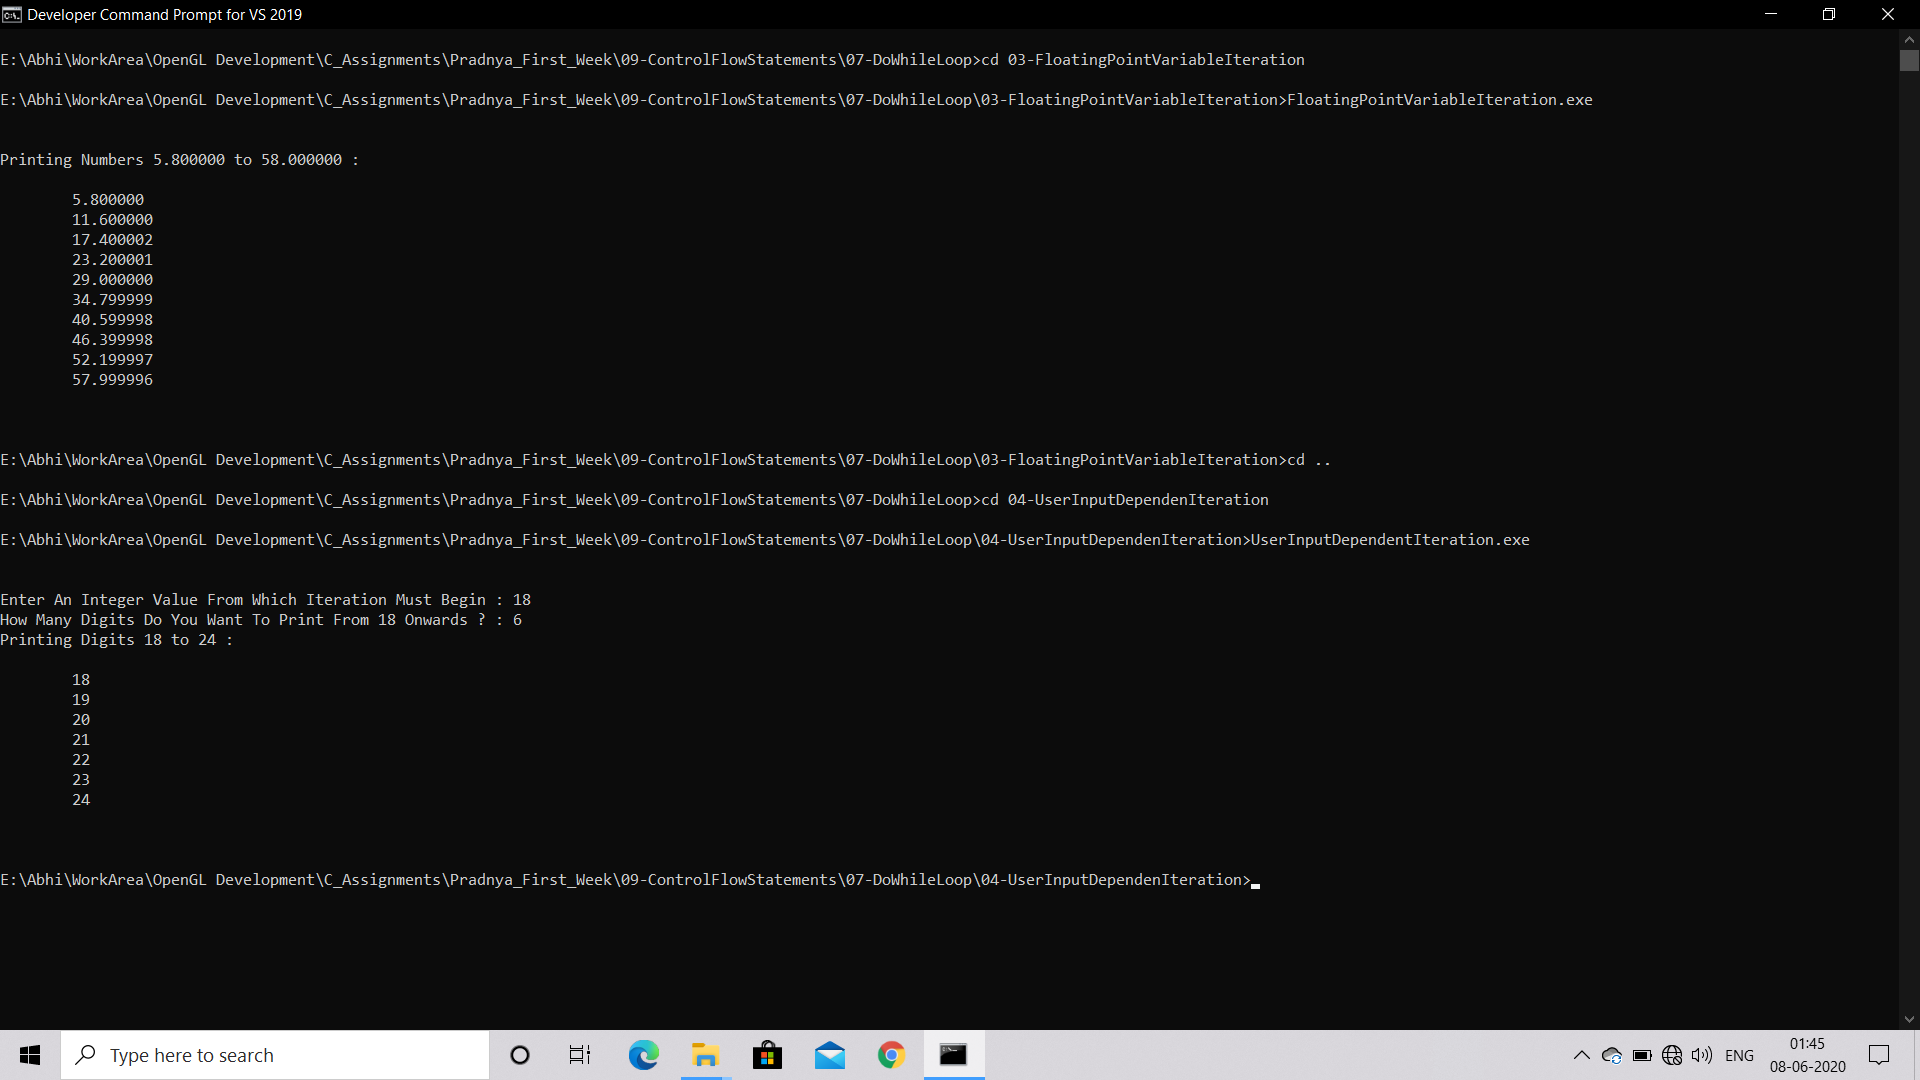 Developer Command Prompt for VS 2019
E:\Abhi\WorkArea\OpenGL Development\C_Assignments\Pradnya_First_Week\09-ControlFlowStatements\07-DoWhileLoop>cd 03-FloatingPointVariableIteration
E:\Abhi\WorkArea\OpenGL Development\C_Assignments\Pradnya_First_Week\09-ControlFlowStatements\07-DoWhileLoop\03-FloatingPointVariableIteration>FloatingPointVariableIteration.exe
Printing Numbers 5.800000 to 58.000000 :
5.800000
11.600000
17.400002
23.200001
29.000000
34.799999
40.599998
46.399998
52.199997
57.999996
E:\Abhi\WorkArea\OpenGL Development\C_Assignments\Pradnya_First_Week\09-ControlFlowStatements\07-DoWhileLoop\03-FloatingPointVariableIteration>cd ..
E:\Abhi\WorkArea\OpenGL Development\C_Assignments\Pradnya_First_Week\09-ControlFlowStatements\07-DoWhileLoop>cd 04-UserInputDependenIteration
E:\Abhi\WorkArea\OpenGL Development\C_Assignments\Pradnya_First_Week\09-ControlFlowStatements\07-DoWhileLoop\04-UserInputDependenIteration>UserInputDependentIteration.exe
Enter An Integer Value From Which Iteration Must Begin : 18
How Many Digits Do You Want To Print From 18 Onwards ? : 6
Printing Digits 18 to 24 :
18
19
20
21
22
23
24
E:\Abhi\WorkArea\OpenGL Development\C_Assignments\Pradnya_First_Week\09-ControlFlowStatements\07-DoWhileLoop\04-UserInputDependenIteration>
Type here to search
ENG
01:45
08-06-2020